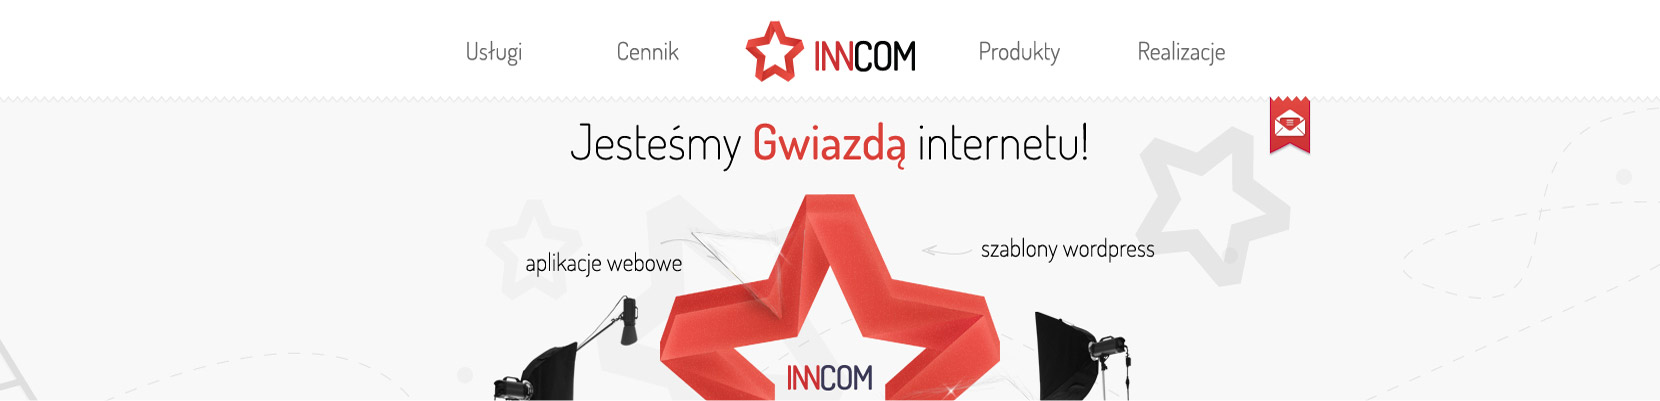 Usługi Cennik INNCOM Produkty Realizacje
Jesteśmy Gwiazdą internetu!
aplikacje webowe
szablony wordpress
INNCOM